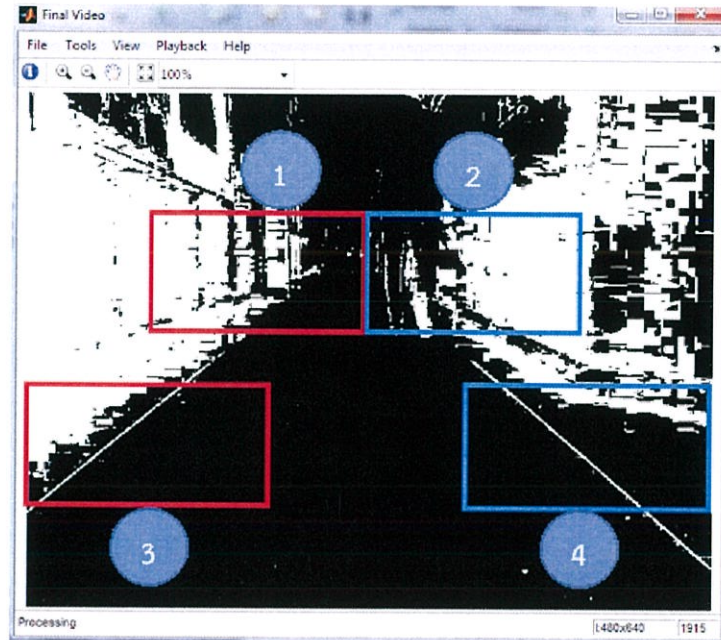 Final Video
File Tools View Playback Help
100%
1
2
3
4
Processing
I:480x640
1915